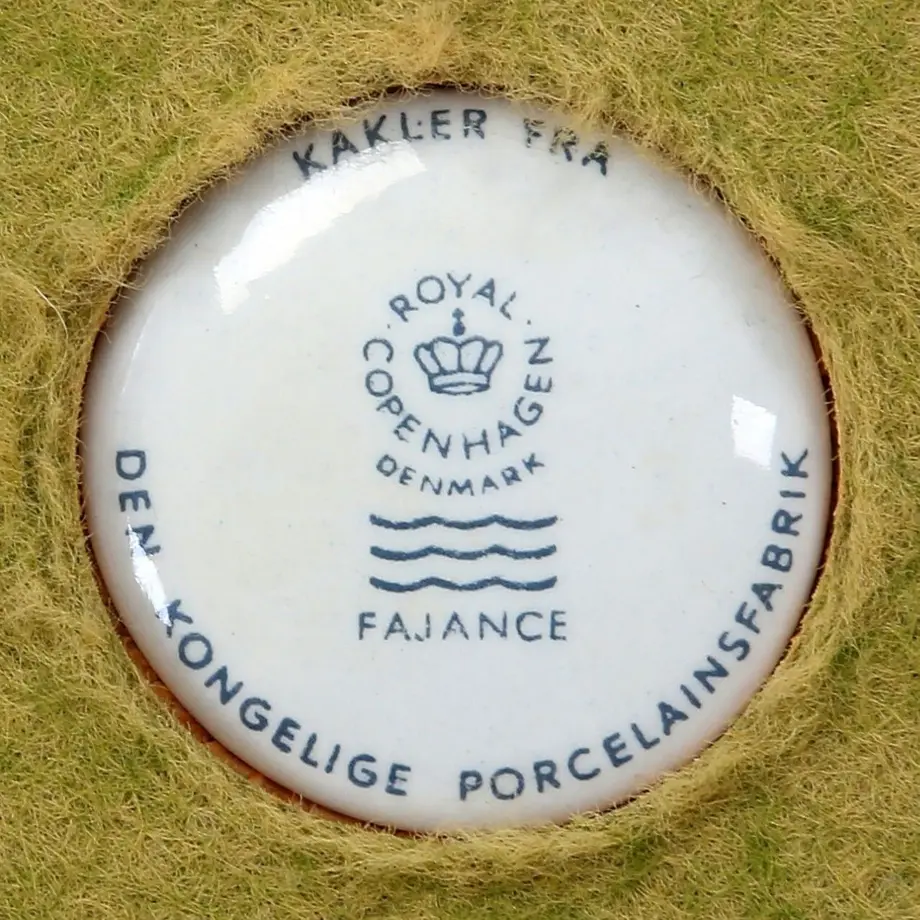 KAKLER FRA
ROYAL
COPENHAGEN
DENMARK
FAJANCE
DEN KONGELIGE PORCELAINSFABRIK